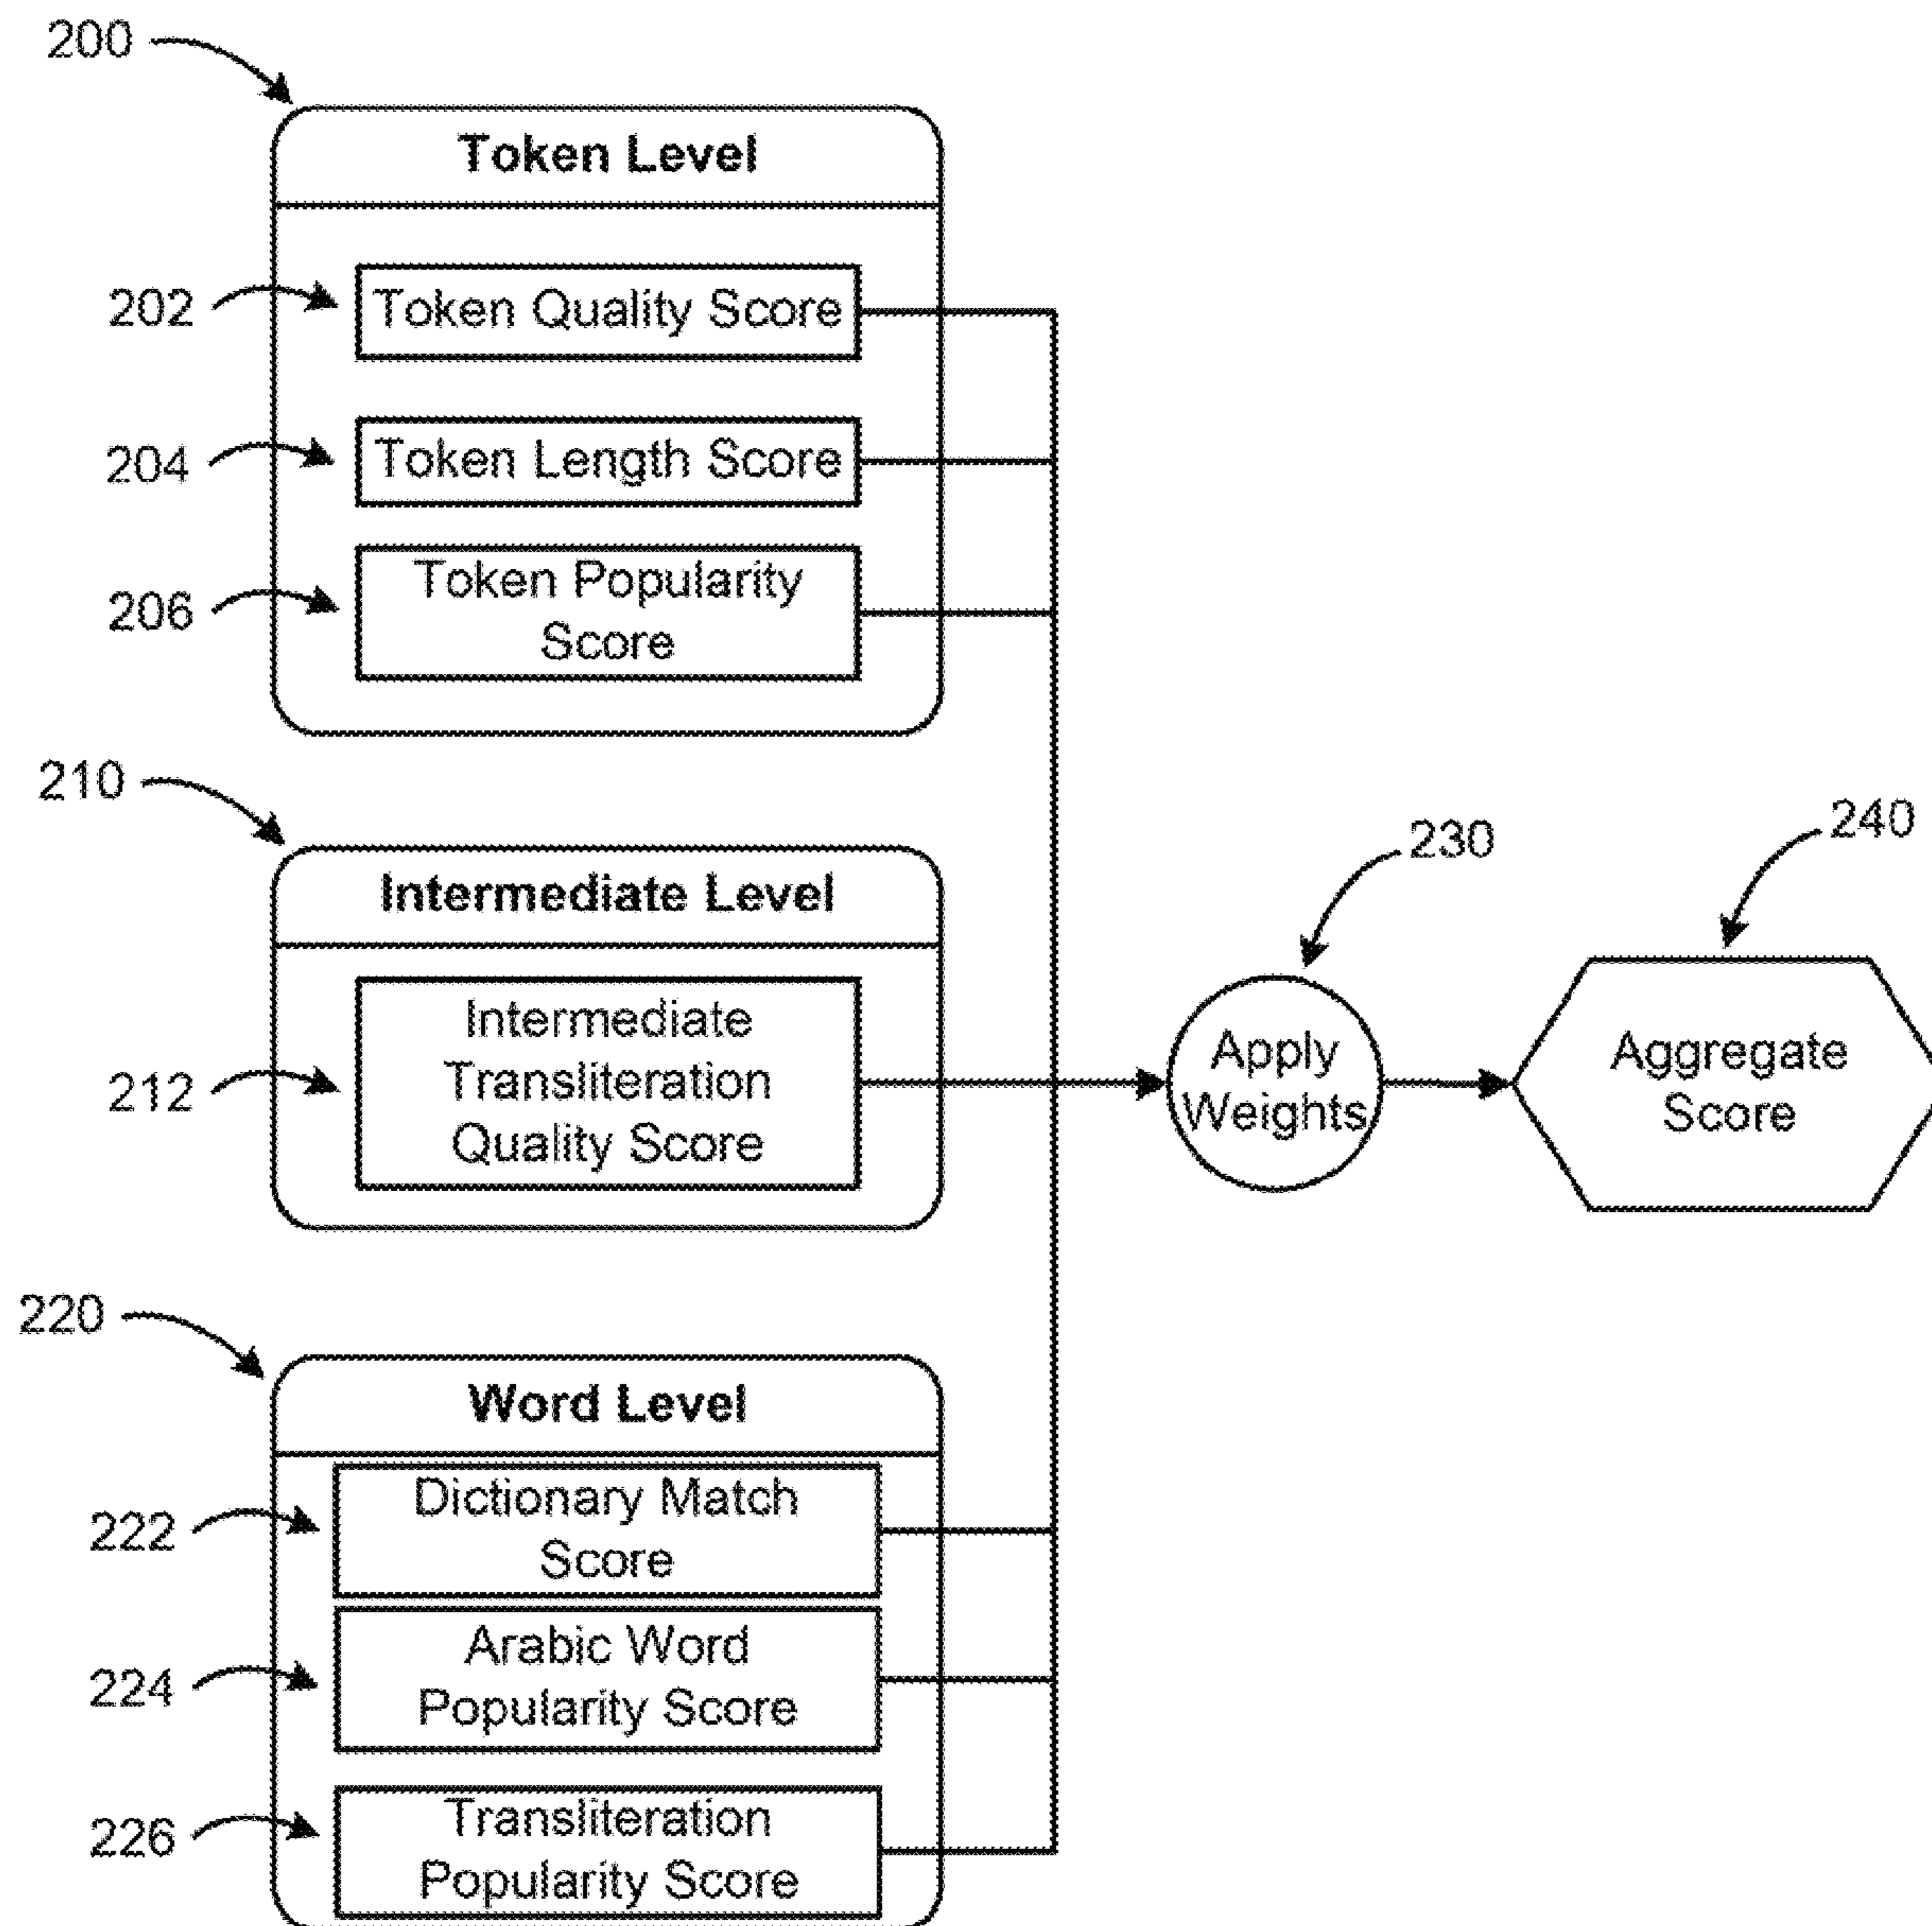 200
Token Level
202
Token Quality Score
204
Token Length Score
206
Token Popularity
Score
210
Intermediate Level
212
Intermediate
Transliteration
Quality Score
220
Word Level
222
Dictionary Match
Score
224
Arabic Word
Popularity Score
226
Transliteration
Popularity Score
230
Apply
Weights
240
Aggregate
Score